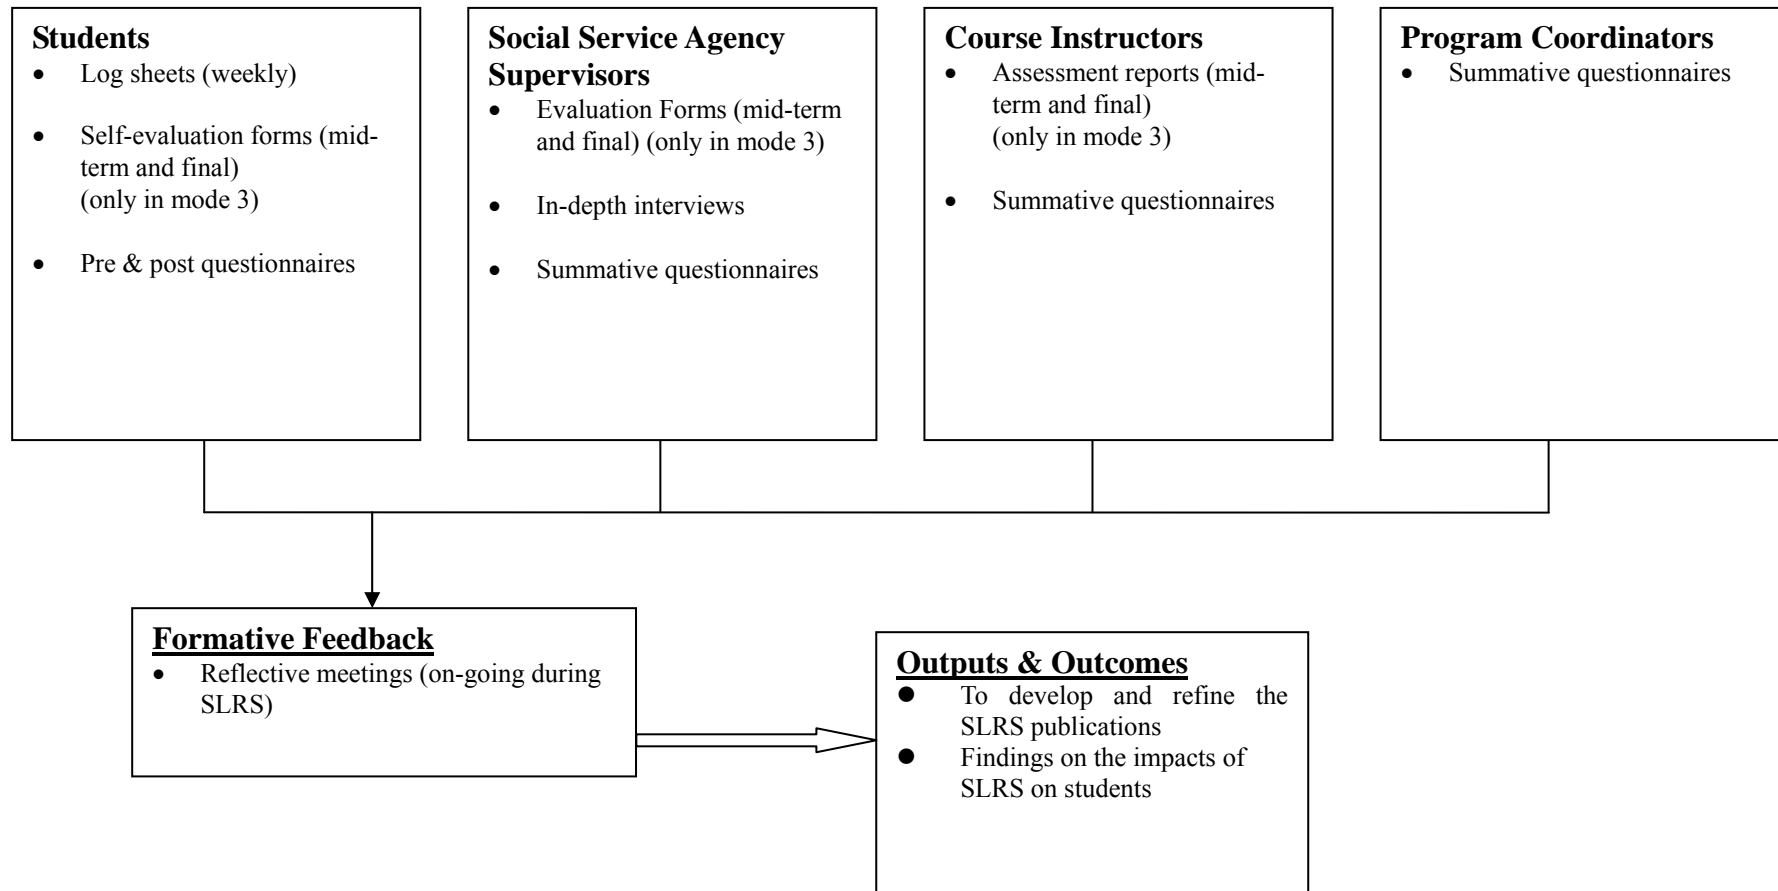 Students
• Log sheets (weekly)
• Self-evaluation forms (mid-
term and final)
(only in mode 3)
• Pre & post questionnaires
Social Service Agency
Supervisors
• Evaluation Forms (mid-term
and final) (only in mode 3)
• In-depth interviews
• Summative questionnaires
Course Instructors
• Assessment reports (mid-
term and final)
(only in mode 3)
• Summative questionnaires
Program Coordinators
• Summative questionnaires
Formative Feedback
• Reflective meetings (on-going during
SLRS)
Outputs & Outcomes
● To develop and refine the
SLRS publications
● Findings on the impacts of
SLRS on students